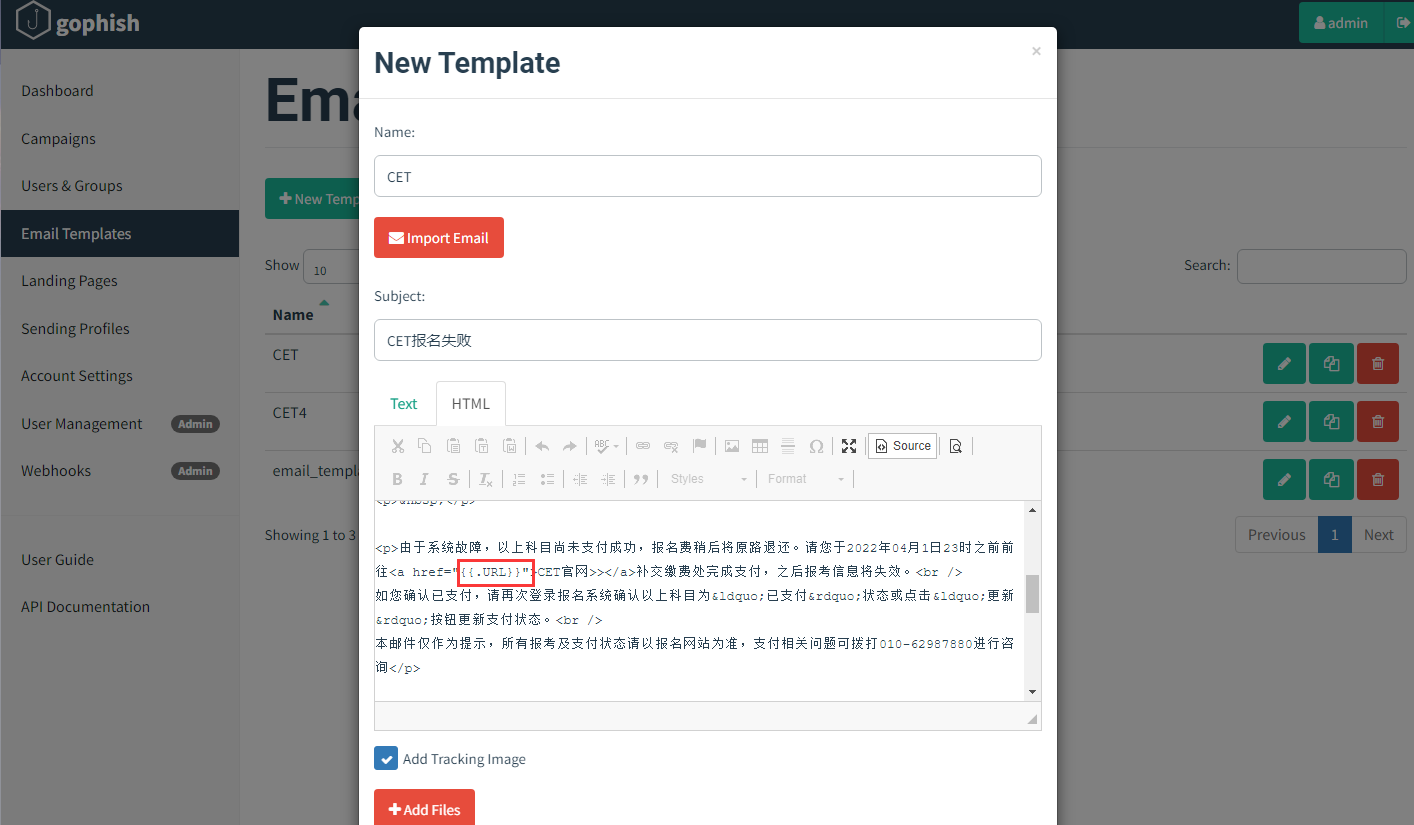 gophish
admin
Dashboard
Campaigns
Users & Groups
Email Templates
Landing Pages
Sending Profiles
Account Settings
User Management Admin
Webhooks Admin
User Guide
API Documentation
Ema
New Temp
Show 10
Search:
Name
CET
CET4
email_templa
Showing 1 to 3
Previous 1 Next
New Template
×
Name:
CET
Import Email
Subject:
CET报名失败
Text HTML
Source
Styles Format
<p>&nbsp;</p>
<p>由于系统故障，以上科目尚未支付成功，报名费稍后将原路退还。请您于2022年04月1日23时之前前
往<a href="{{.URL}}">CET官网>></a>补交缴费处完成支付，之后报考信息将失效。<br />
如您确认已支付，请再次登录报名系统确认以上科目为&ldquo;已支付&rdquo;状态或点击&ldquo;更新
&rdquo;按钮更新支付状态。<br />
本邮件仅作为提示，所有报考及支付状态请以报名网站为准，支付相关问题可拨打010-62987880进行咨
询</p>
Add Tracking Image
Add Files